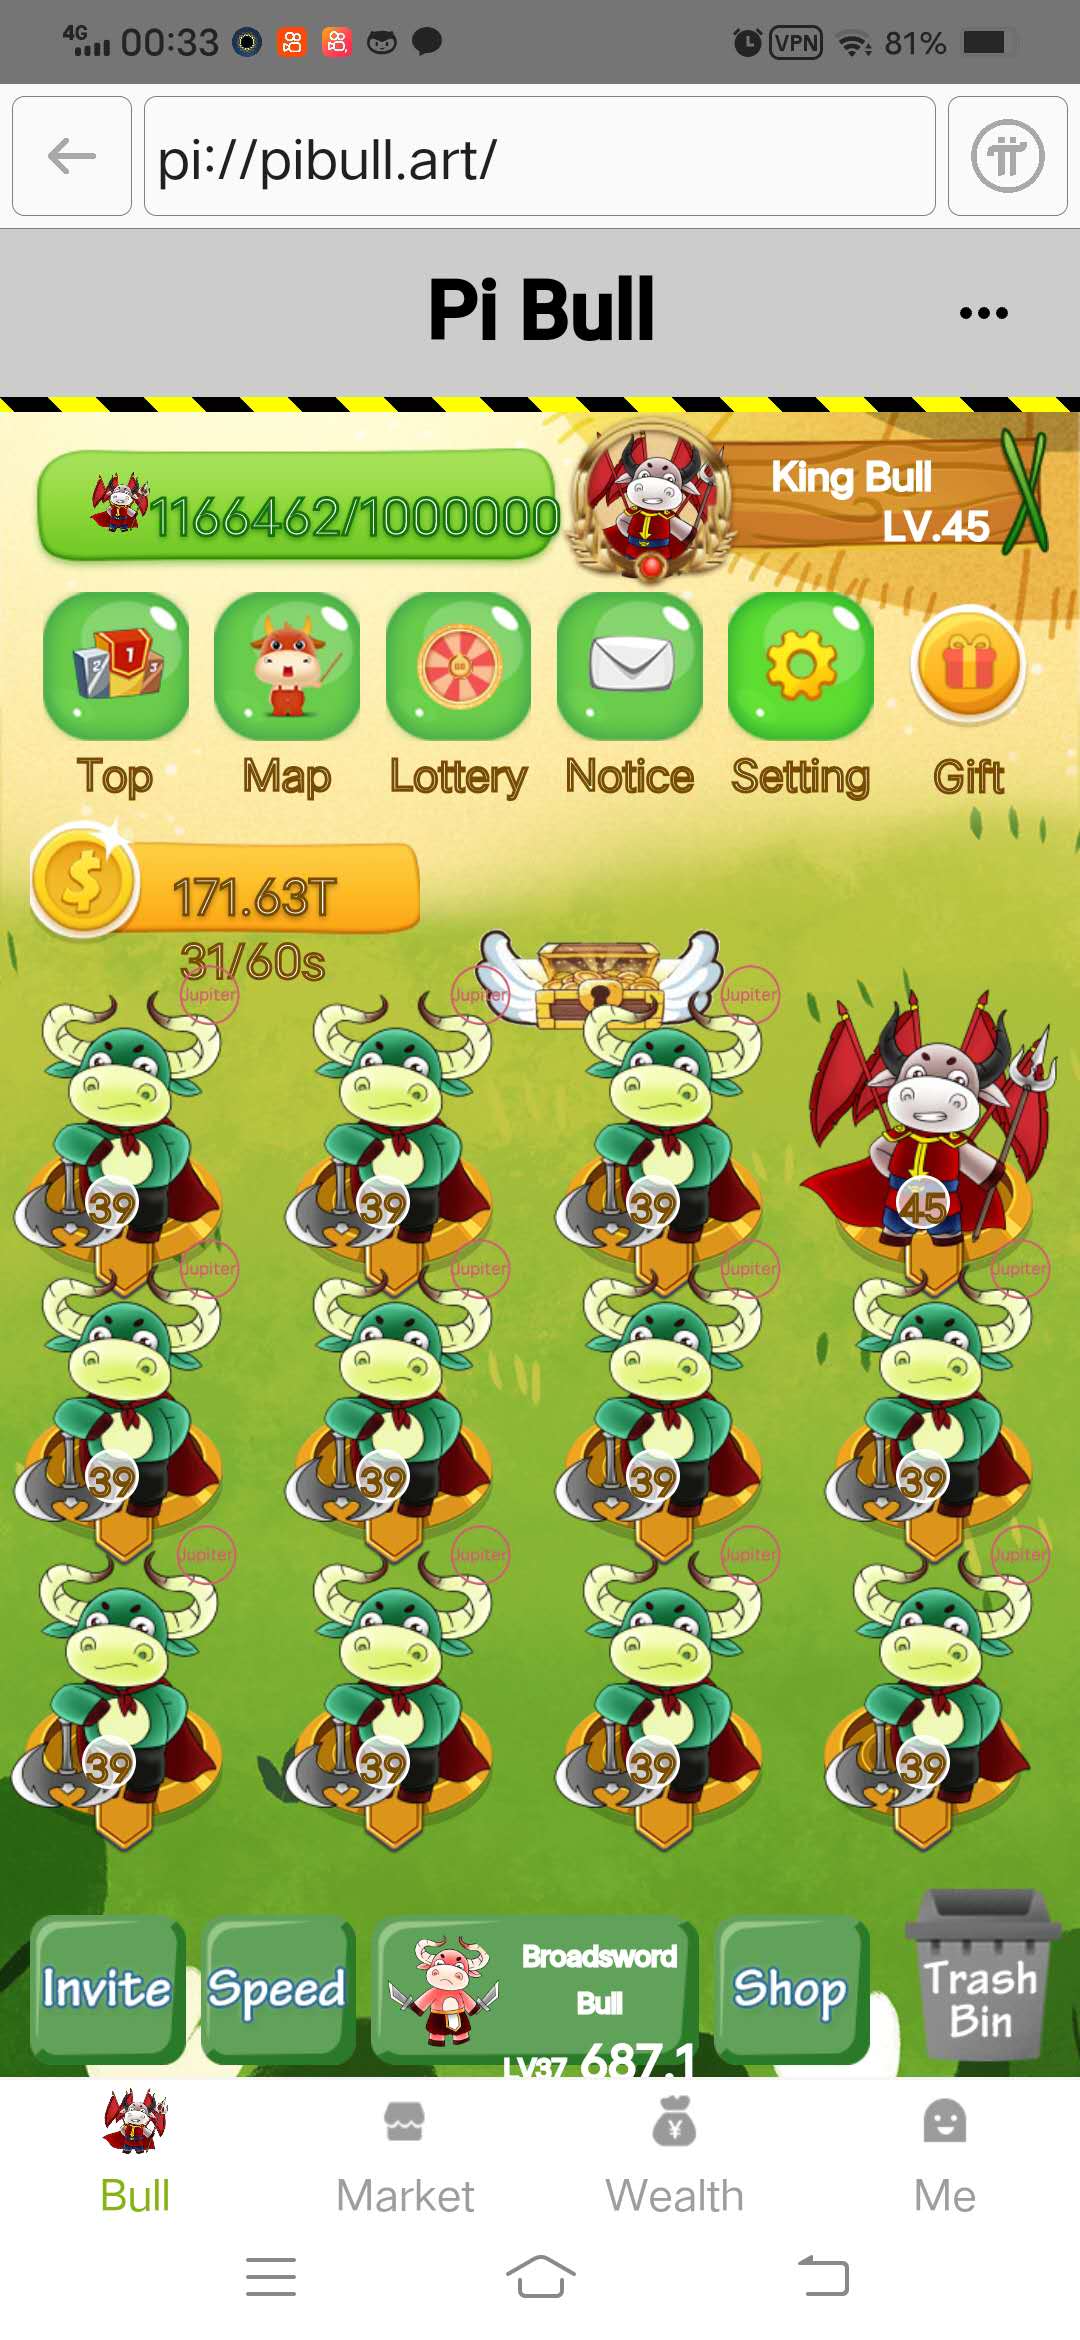 4G 00:33 VPN 81%
pi://pibull.art/
Pi Bull
1166462/1000000
King Bull
LV.45
1
2
3
Top
Map
Lottery
Notice
Setting
Gift
$
171.63T
31/60s
Jupiter
Jupiter
Jupiter
39
39
39
45
Jupiter
Jupiter
Jupiter
Jupiter
39
39
39
39
Jupiter
Jupiter
Jupiter
Jupiter
39
39
39
39
Invite
Speed
Broadsword
Bull
LV37 687.1
Shop
Trash
Bin
¥
Bull
Market
Wealth
Me